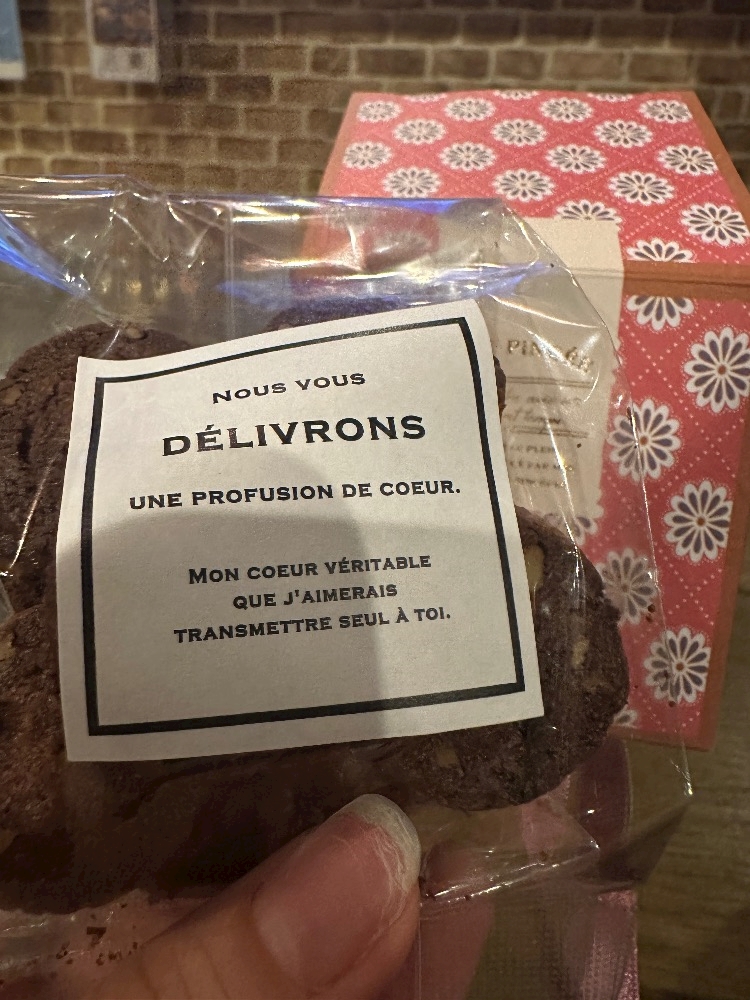 NOUS VOUS
DÉLIVRONS
UNE PROFUSION DE COEUR.
MON COEUR VÉRITABLE
QUE J'AIMERAIS
TRANSMETTRE SEUL À TOI.